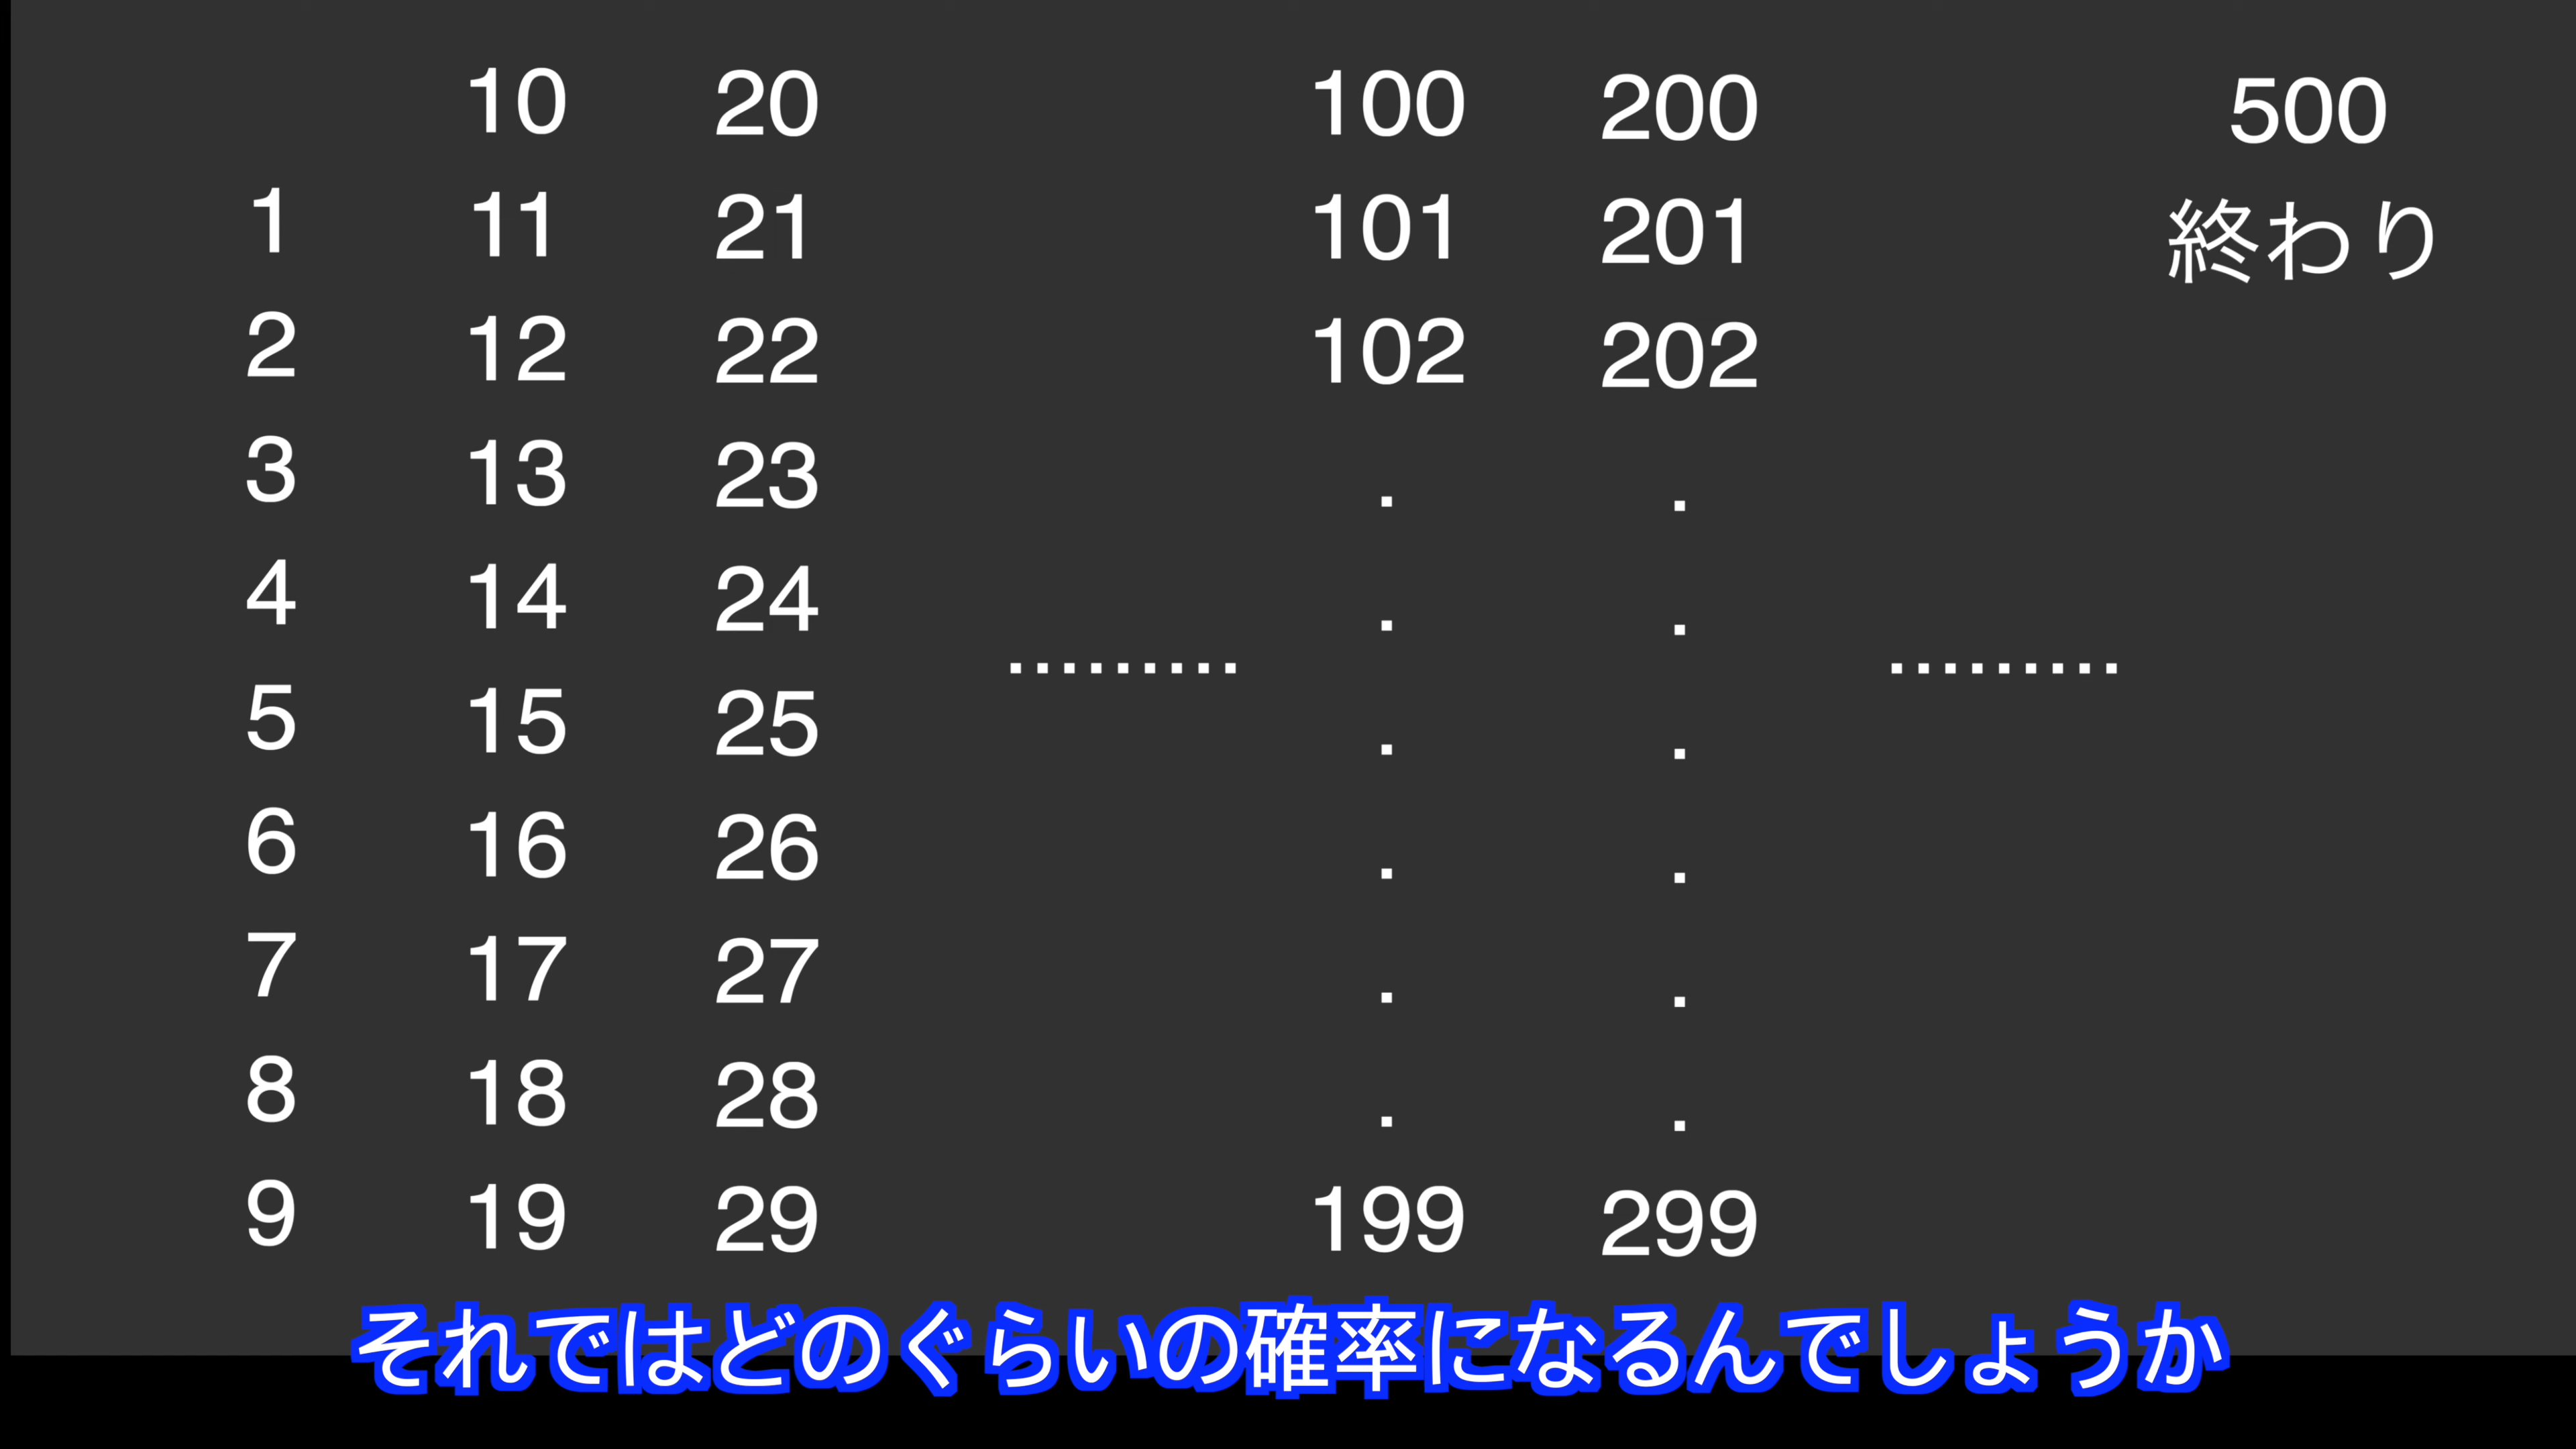 10 20 100 200 500
1 11 21 101 201 終わり
2 12 22 102 202
3 13 23 . .
4 14 24 . .
......... .........
5 15 25 . .
6 16 26 . .
7 17 27 . .
8 18 28 . .
9 19 29 199 299
それではどのぐらいの確率になるんでしょうか